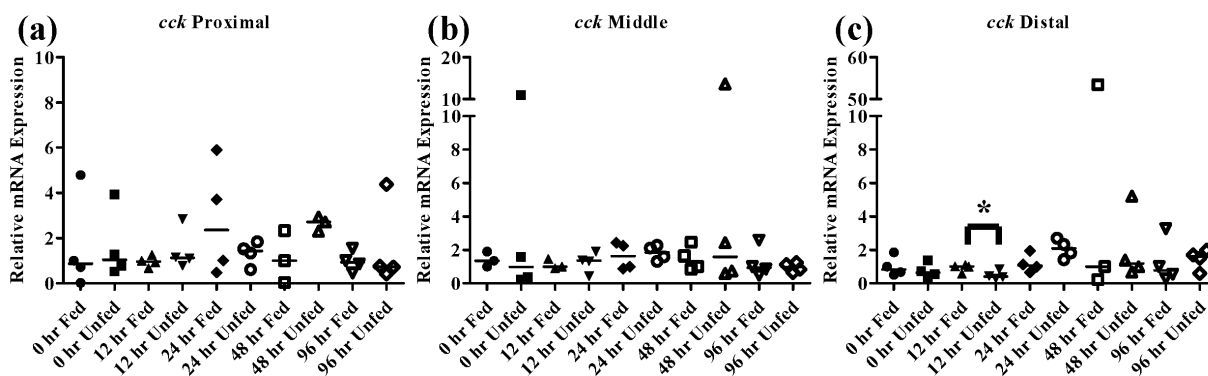 (a)
cck Proximal
Relative mRNA Expression
10
8
6
4
2
0
0 hr Fed
0 hr Unfed
12 hr Fed
12 hr Unfed
24 hr Fed
24 hr Unfed
48 hr Fed
48 hr Unfed
96 hr Fed
96 hr Unfed
(b)
cck Middle
Relative mRNA Expression
20
10
10
8
6
4
2
0
0 hr Fed
0 hr Unfed
12 hr Fed
12 hr Unfed
24 hr Fed
24 hr Unfed
48 hr Fed
48 hr Unfed
96 hr Fed
96 hr Unfed
(c)
cck Distal
Relative mRNA Expression
60
50
10
8
6
4
2
0
*
0 hr Fed
0 hr Unfed
12 hr Fed
12 hr Unfed
24 hr Fed
24 hr Unfed
48 hr Fed
48 hr Unfed
96 hr Fed
96 hr Unfed